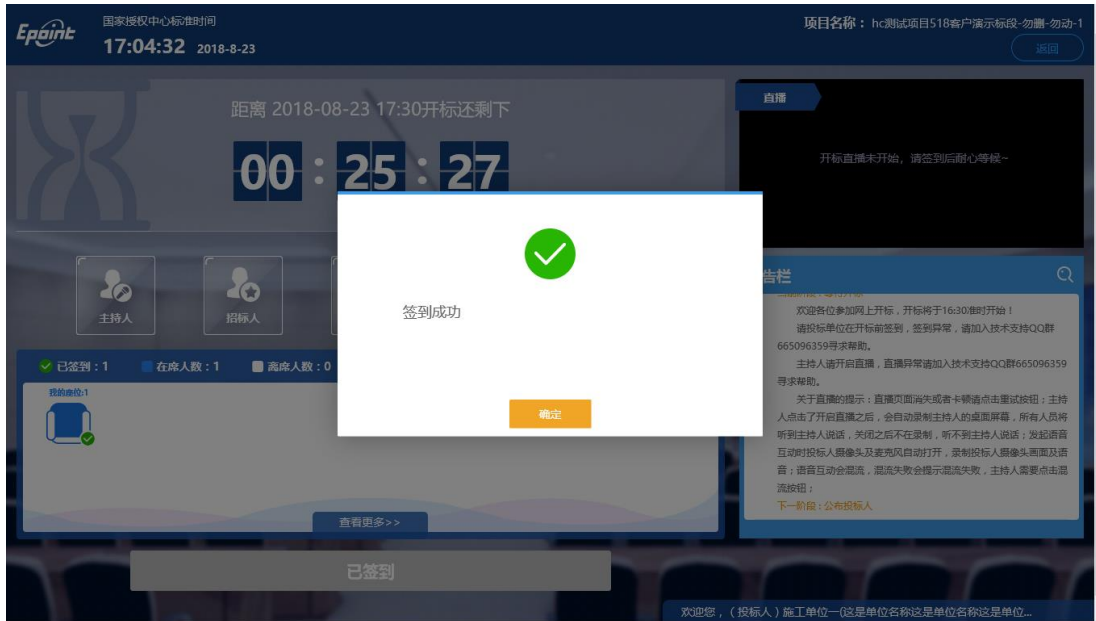 Epoint
国家授权中心标准时间
17:04:32 2018-8-23
项目名称：hc测试项目518客户演示标段-勿删-勿动-1
返回
距离 2018-08-23 17:30开标还剩下
00 : 25 : 27
直播
开标直播未开始，请签到后耐心等候~
签到成功
确定
主持人
招标人
告栏
欢迎各位参加网上开标，开标将于16:30准时开始！
请投标单位在开标前签到，签到异常，请加入技术支持QQ群
665096359寻求帮助。
主持人请开启直播，直播异常请加入技术支持QQ群665096359
寻求帮助。
关于直播的提示：直播页面消失或者卡顿请点击重试按钮；主持
人点击了开启直播之后，会自动录制主持人的桌面屏幕，所有人员将
听到主持人说话，关闭之后不在录制，听不到主持人说话；发起语音
互动时投标人摄像头及麦克风自动打开，录制投标人摄像头画面及语
音；语音互动会混流，混流失败会提示混流失败，主持人需要点击混
流按钮；
下一阶段：公布投标人
已签到：1 在席人数：1 离席人数：0
我的座位:1
查看更多>>
已签到
欢迎您，（投标人）施工单位一(这是单位名称这是单位名称这是单位...